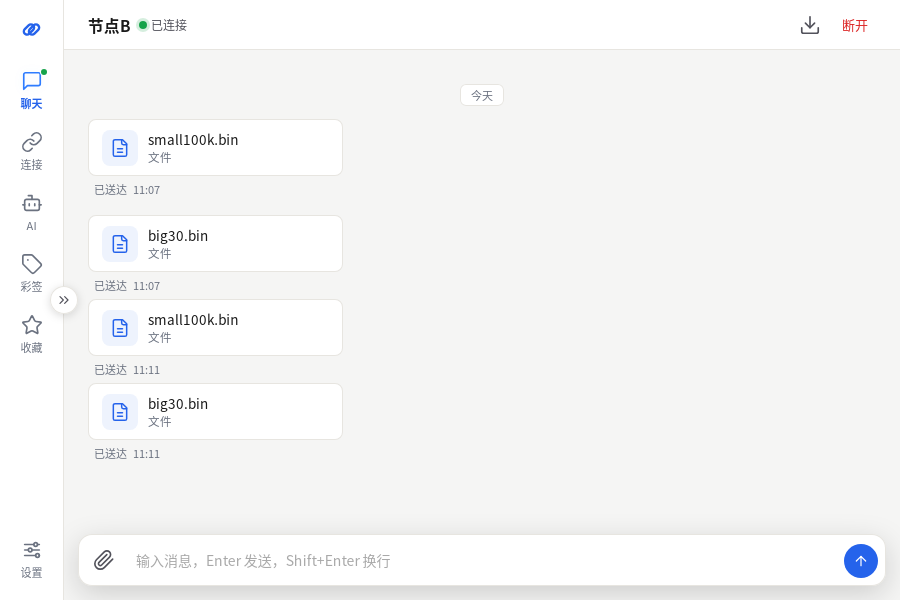 节点B 已连接 断开
聊天
连接
AI
彩签
收藏
设置
今天
small100k.bin
文件
已送达 11:07
big30.bin
文件
已送达 11:07
small100k.bin
文件
已送达 11:11
big30.bin
文件
已送达 11:11
输入消息，Enter 发送，Shift+Enter 换行